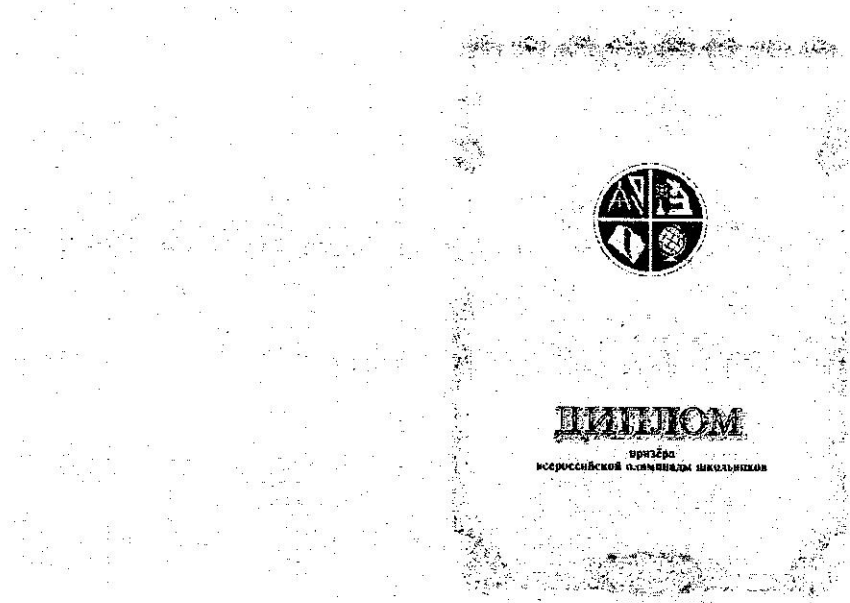 ДИПЛОМ
призёра
всероссийской олимпиады школьников